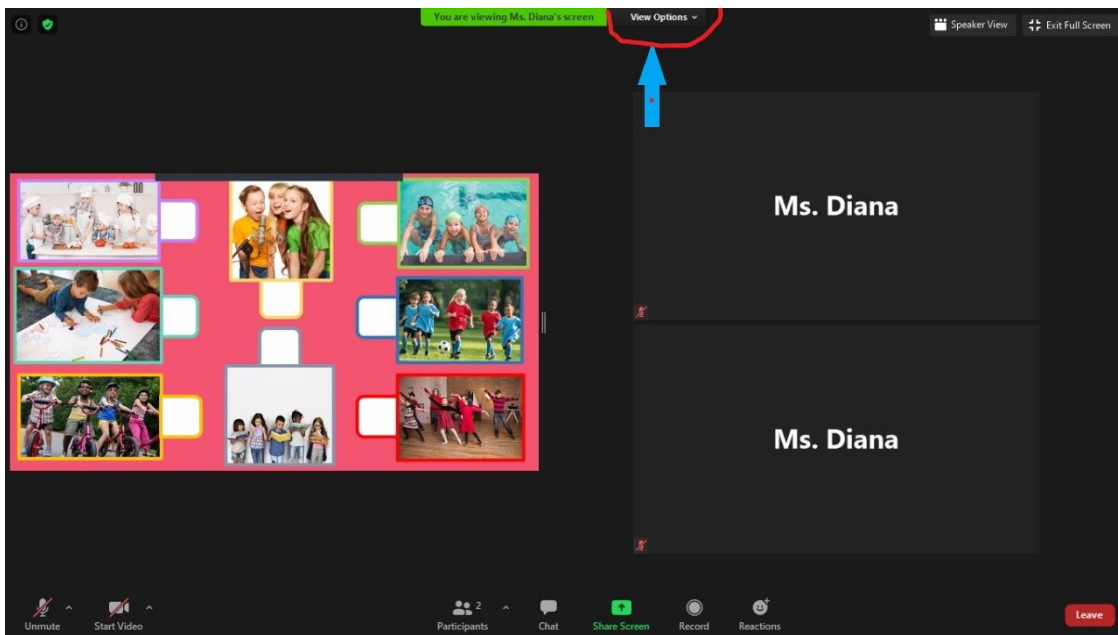 You are viewing Ms. Diana's screen
View Options
Speaker View
Exit Full Screen
Ms. Diana
Ms. Diana
Unmute
Start Video
2
Participants
Chat
Share Screen
Record
Reactions
Leave